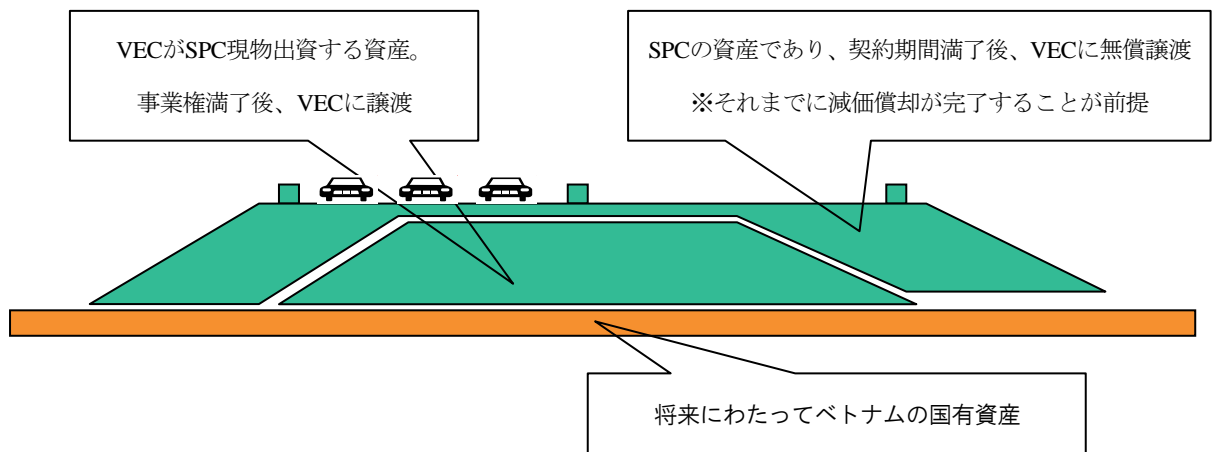 VECがSPC現物出資する資産。
事業権満了後、VECに譲渡
SPCの資産であり、契約期間満了後、VECに無償譲渡
※それまでに減価償却が完了することが前提
将来にわたってベトナムの国有資産